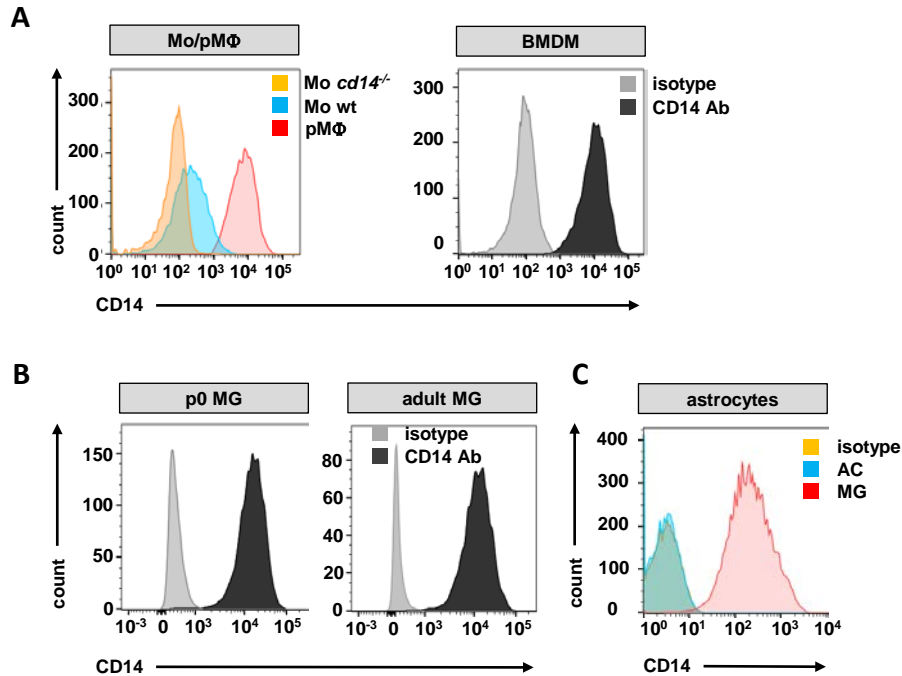 A
Mo/pMΦ
BMDM
Mo cd14-/-
Mo wt
pMΦ
isotype
CD14 Ab
300
200
100
0
count
10⁰ 10¹ 10² 10³ 10⁴ 10⁵
300
200
100
0
10⁰ 10¹ 10² 10³ 10⁴ 10⁵
CD14
B
p0 MG
adult MG
isotype
CD14 Ab
150
100
50
0
count
10⁻³ 0 10³ 10⁴ 10⁵
80
60
40
20
0
10⁻³ 0 10³ 10⁴ 10⁵
CD14
C
astrocytes
isotype
AC
MG
400
300
200
100
0
count
10⁰ 10¹ 10² 10³ 10⁴
CD14